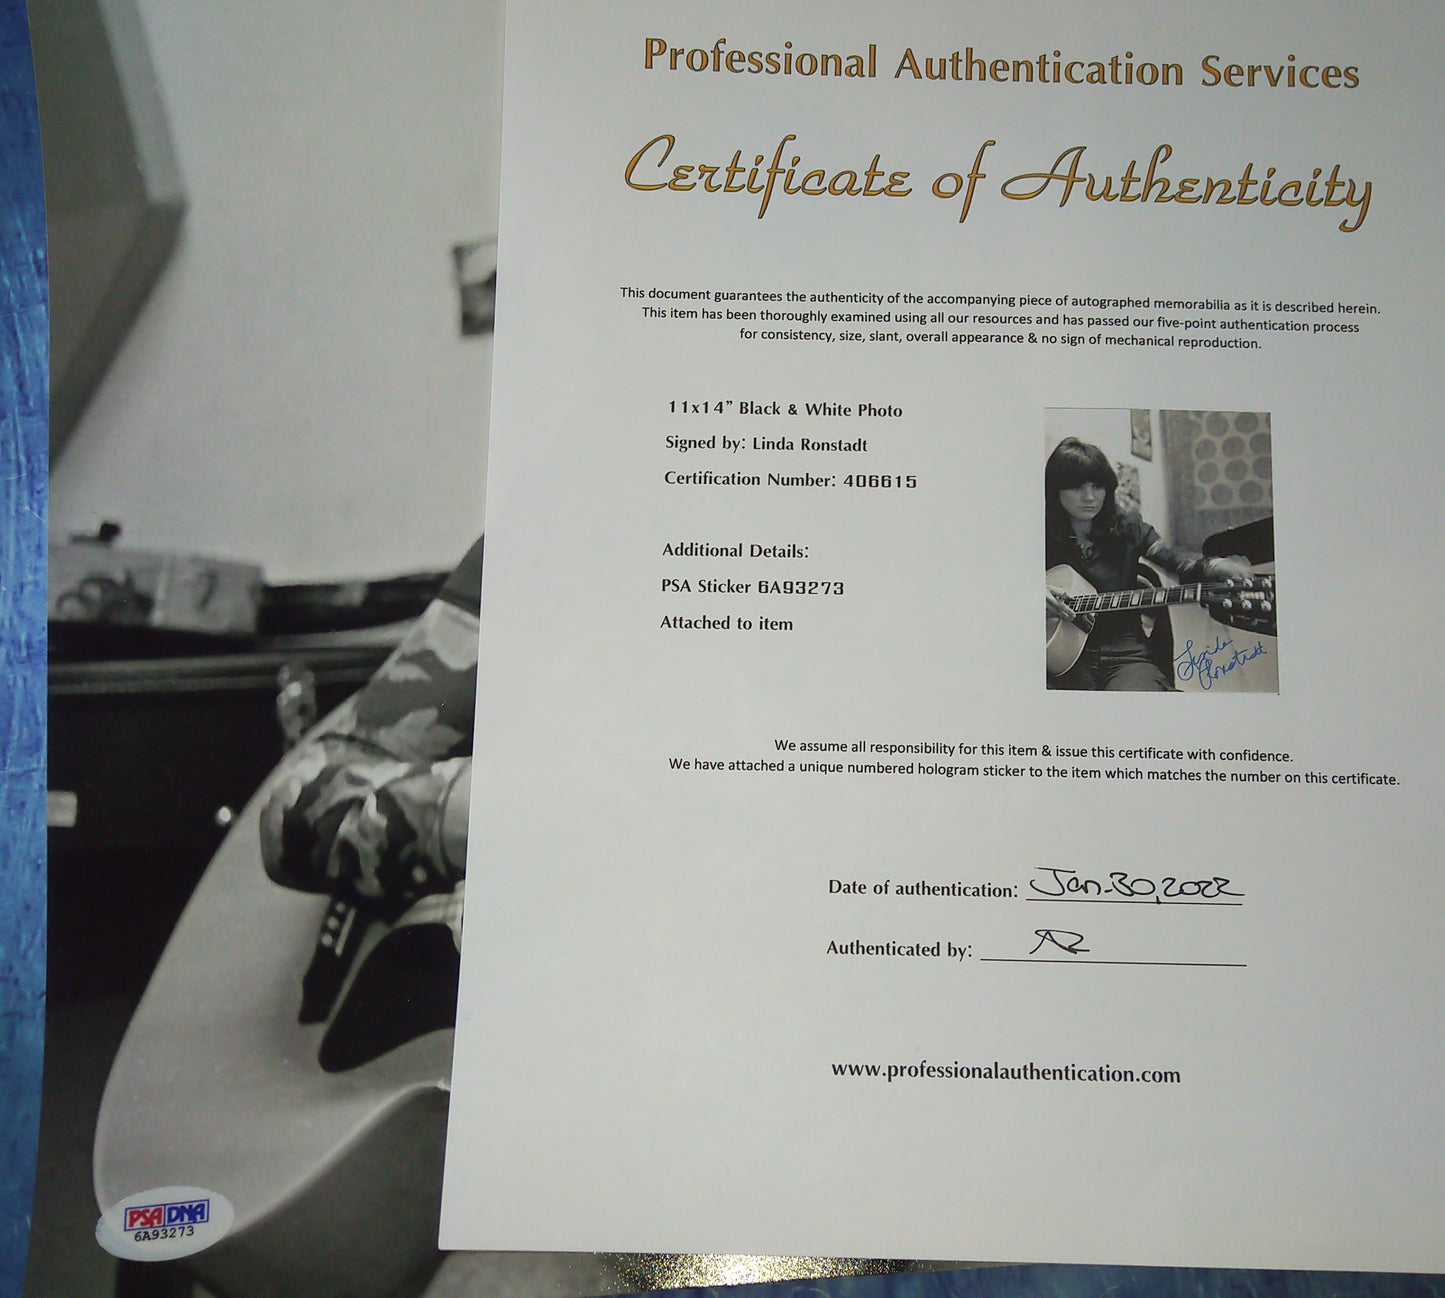 Professional Authentication Services
Certificate of Authenticity
This document guarantees the authenticity of the accompanying piece of autographed memorabilia as it is described herein.
This item has been thoroughly examined using all our resources and has passed our five-point authentication process
for consistency, size, slant, overall appearance & no sign of mechanical reproduction.
11x14” Black & White Photo
Signed by: Linda Ronstadt
Certification Number: 406615
Additional Details:
PSA Sticker 6A93273
Attached to item
Linda
Ronstadt
We assume all responsibility for this item & issue this certificate with confidence.
We have attached a unique numbered hologram sticker to the item which matches the number on this certificate.
Date of authentication: Jan-30,2022
Authenticated by:
www.professionalauthentication.com
PSA DNA
6A93273